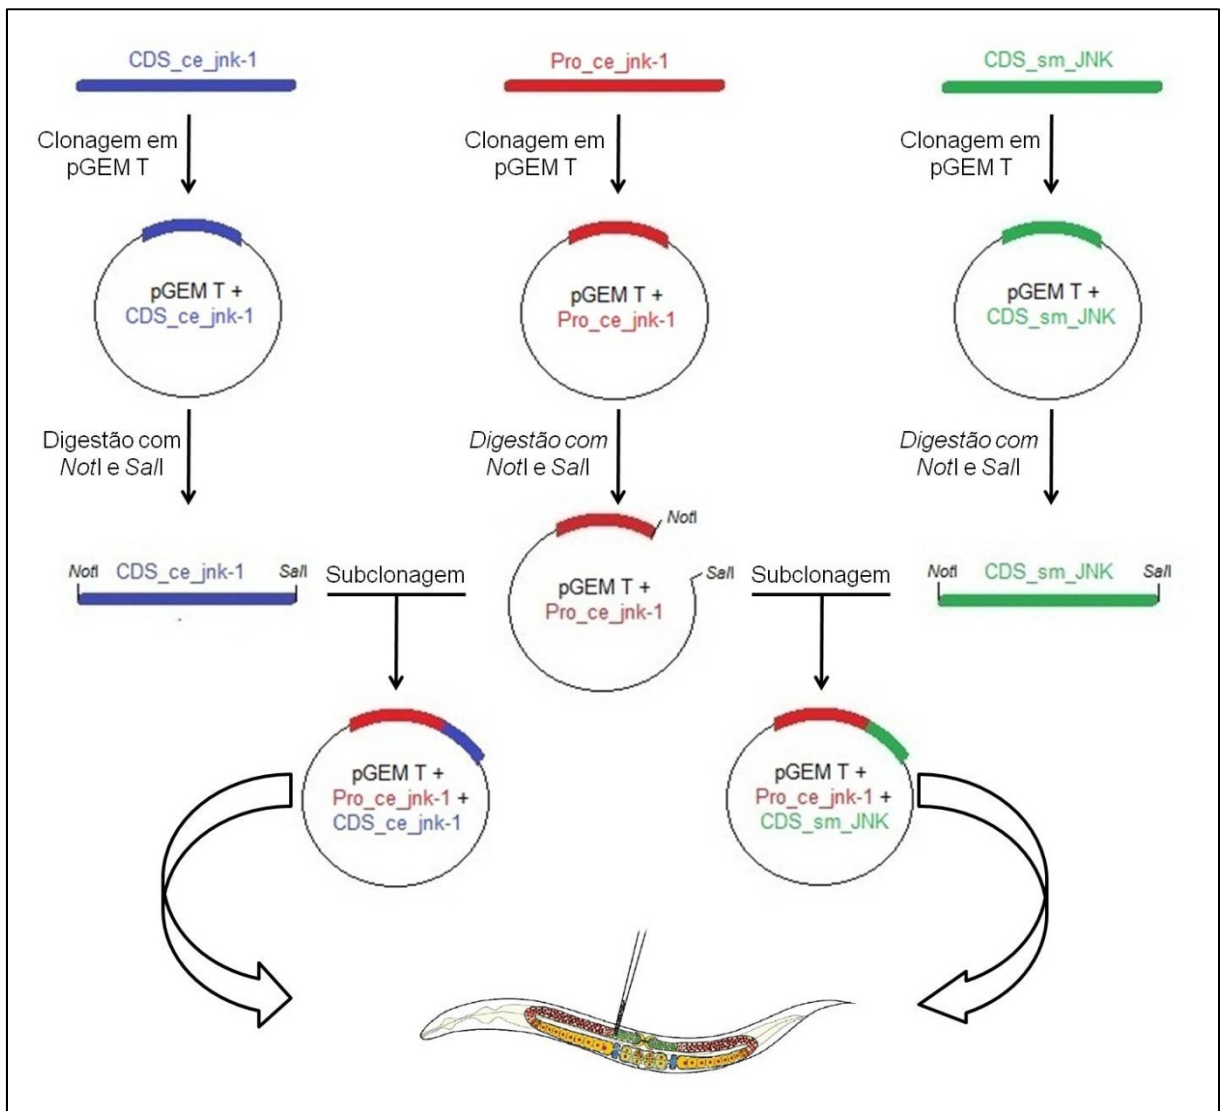 CDS_ce_jnk-1
Pro_ce_jnk-1
CDS_sm_JNK
Clonagem em
pGEM T
Clonagem em
pGEM T
Clonagem em
pGEM T
pGEM T +
CDS_ce_jnk-1
pGEM T +
Pro_ce_jnk-1
pGEM T +
CDS_sm_JNK
Digestão com
NotI e SalI
Digestão com
NotI e SalI
Digestão com
NotI e SalI
NotI CDS_ce_jnk-1 SalI
Subclonagem
NotI
SalI
pGEM T +
Pro_ce_jnk-1
Subclonagem
NotI CDS_sm_JNK SalI
pGEM T +
Pro_ce_jnk-1 +
CDS_ce_jnk-1
pGEM T +
Pro_ce_jnk-1 +
CDS_sm_JNK